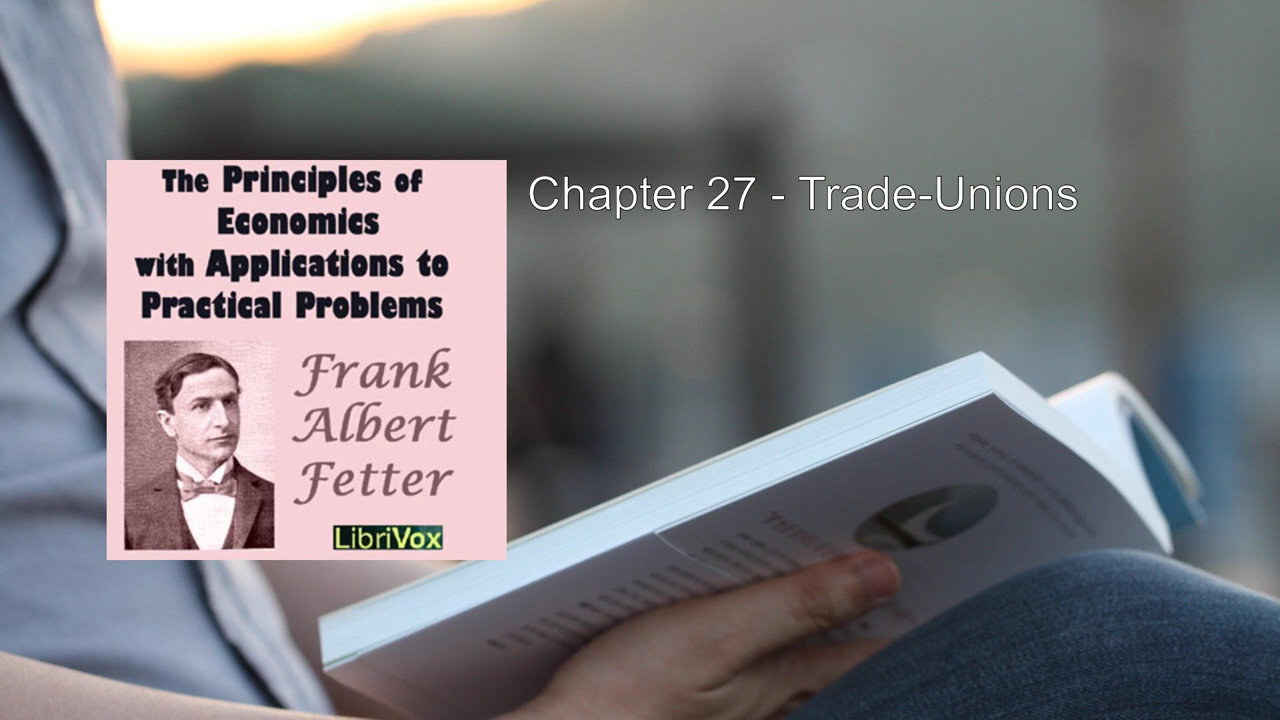 The Principles of
Economics
with Applications to
Practical Problems
Frank
Albert
Fetter
LibriVox
Chapter 27 - Trade-Unions